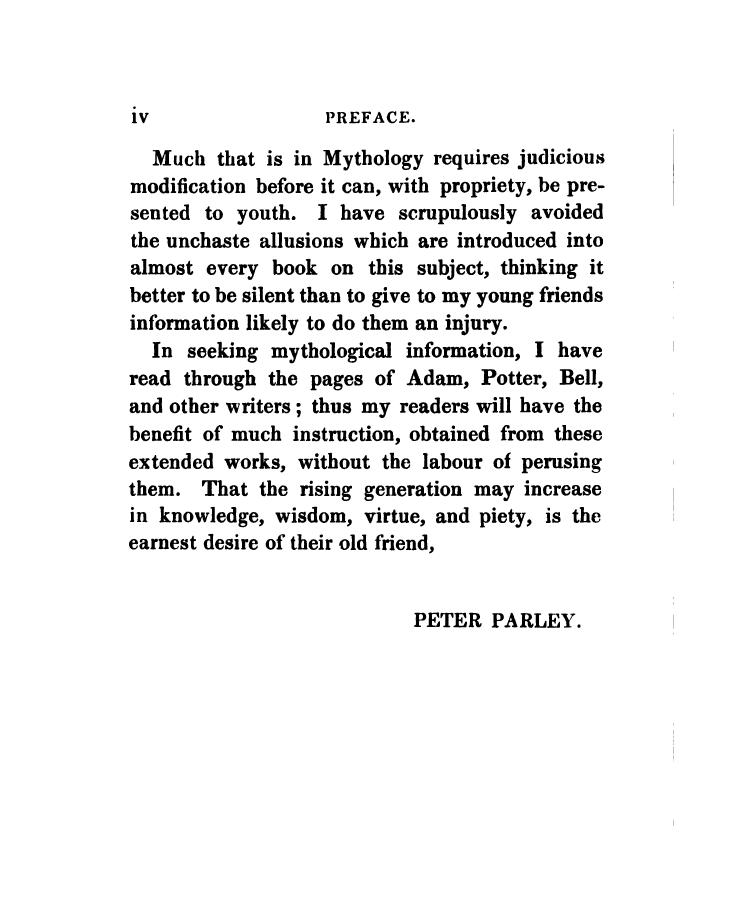 iv PREFACE.
Much that is in Mythology requires judicious
modification before it can, with propriety, be pre-
sented to youth. I have scrupulously avoided
the unchaste allusions which are introduced into
almost every book on this subject, thinking it
better to be silent than to give to my young friends
information likely to do them an injury.
In seeking mythological information, I have
read through the pages of Adam, Potter, Bell,
and other writers; thus my readers will have the
benefit of much instruction, obtained from these
extended works, without the labour of perusing
them. That the rising generation may increase
in knowledge, wisdom, virtue, and piety, is the
earnest desire of their old friend,
PETER PARLEY.